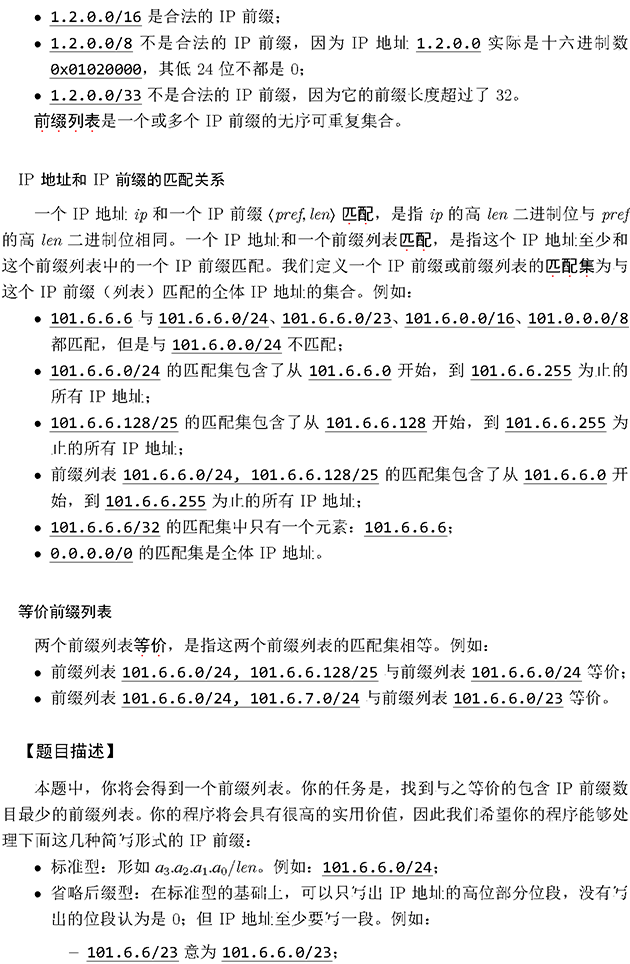 • 1.2.0.0/16 是合法的 IP 前缀；
• 1.2.0.0/8 不是合法的 IP 前缀，因为 IP 地址 1.2.0.0 实际是十六进制数
0x01020000，其低 24 位不都是 0；
• 1.2.0.0/33 不是合法的 IP 前缀，因为它的前缀长度超过了 32。
前缀列表是一个或多个 IP 前缀的无序可重复集合。
IP 地址和 IP 前缀的匹配关系
一个 IP 地址 ip 和一个 IP 前缀 ⟨pref, len⟩ 匹配，是指 ip 的高 len 二进制位与 pref
的高 len 二进制位相同。一个 IP 地址和一个前缀列表匹配，是指这个 IP 地址至少和
这个前缀列表中的一个 IP 前缀匹配。我们定义一个 IP 前缀或前缀列表的匹配集为与
这个 IP 前缀（列表）匹配的全体 IP 地址的集合。例如：
• 101.6.6.6 与 101.6.6.0/24、101.6.6.0/23、101.6.0.0/16、101.0.0.0/8
都匹配，但是与 101.6.0.0/24 不匹配；
• 101.6.6.0/24 的匹配集包含了从 101.6.6.0 开始，到 101.6.6.255 为止的
所有 IP 地址；
• 101.6.6.128/25 的匹配集包含了从 101.6.6.128 开始，到 101.6.6.255 为
止的所有 IP 地址；
• 前缀列表 101.6.6.0/24, 101.6.6.128/25 的匹配集包含了从 101.6.6.0 开
始，到 101.6.6.255 为止的所有 IP 地址；
• 101.6.6.6/32 的匹配集中只有一个元素：101.6.6.6；
• 0.0.0.0/0 的匹配集是全体 IP 地址。
等价前缀列表
两个前缀列表等价，是指这两个前缀列表的匹配集相等。例如：
• 前缀列表 101.6.6.0/24, 101.6.6.128/25 与前缀列表 101.6.6.0/24 等价；
• 前缀列表 101.6.6.0/24, 101.6.7.0/24 与前缀列表 101.6.6.0/23 等价。
【题目描述】
本题中，你将会得到一个前缀列表。你的任务是，找到与之等价的包含 IP 前缀数
目最少的前缀列表。你的程序将会具有很高的实用价值，因此我们希望你的程序能够处
理下面这几种简写形式的 IP 前缀：
• 标准型：形如 a3.a2.a1.a0/len。例如：101.6.6.0/24；
• 省略后缀型：在标准型的基础上，可以只写出 IP 地址的高位部分位段，没有写
出的位段认为是 0；但 IP 地址至少要写一段。例如：
– 101.6.6/23 意为 101.6.6.0/23；